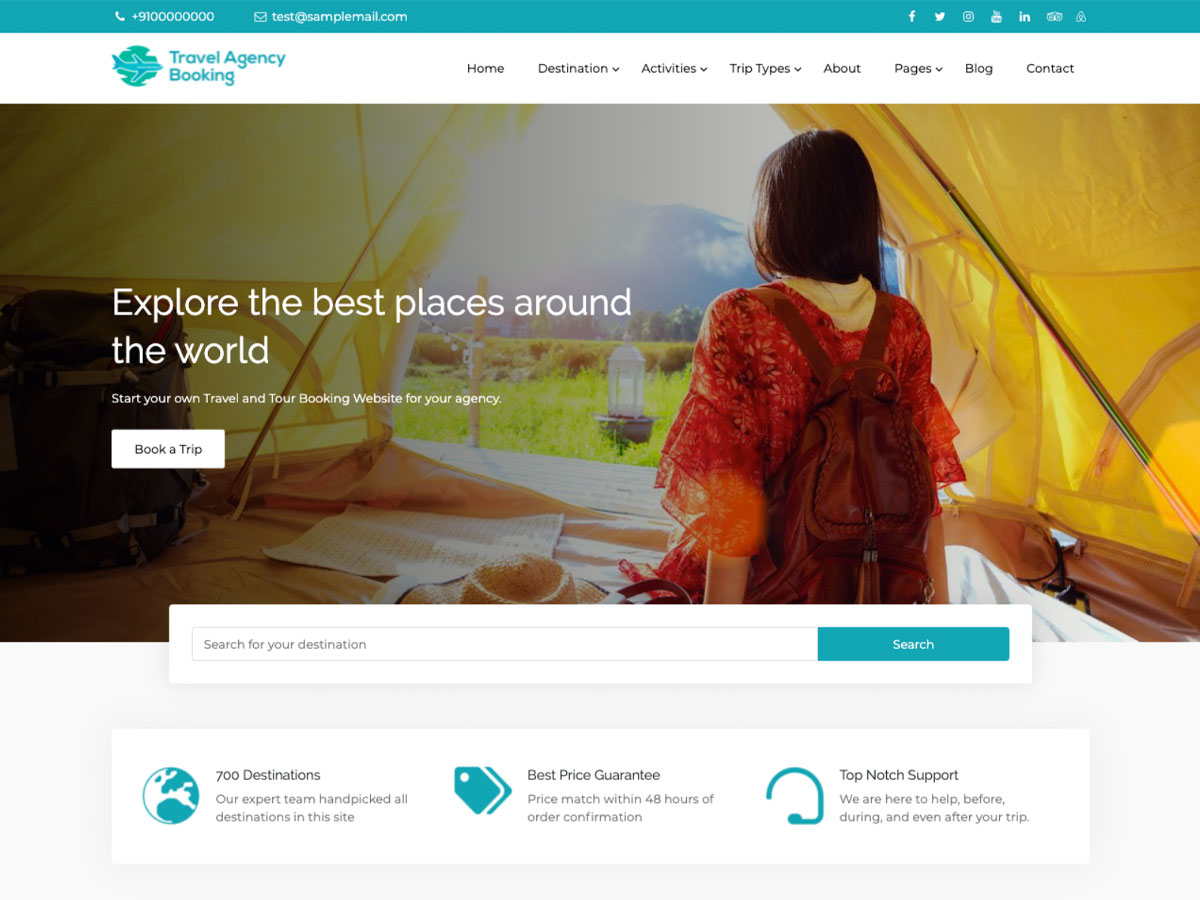 +9100000000
test@samplemail.com
Travel Agency
Booking
Home
Destination
Activities
Trip Types
About
Pages
Blog
Contact
Explore the best places around
the world
Start your own Travel and Tour Booking Website for your agency.
Book a Trip
Search for your destination
Search
700 Destinations
Our expert team handpicked all
destinations in this site
Best Price Guarantee
Price match within 48 hours of
order confirmation
Top Notch Support
We are here to help, before,
during, and even after your trip.